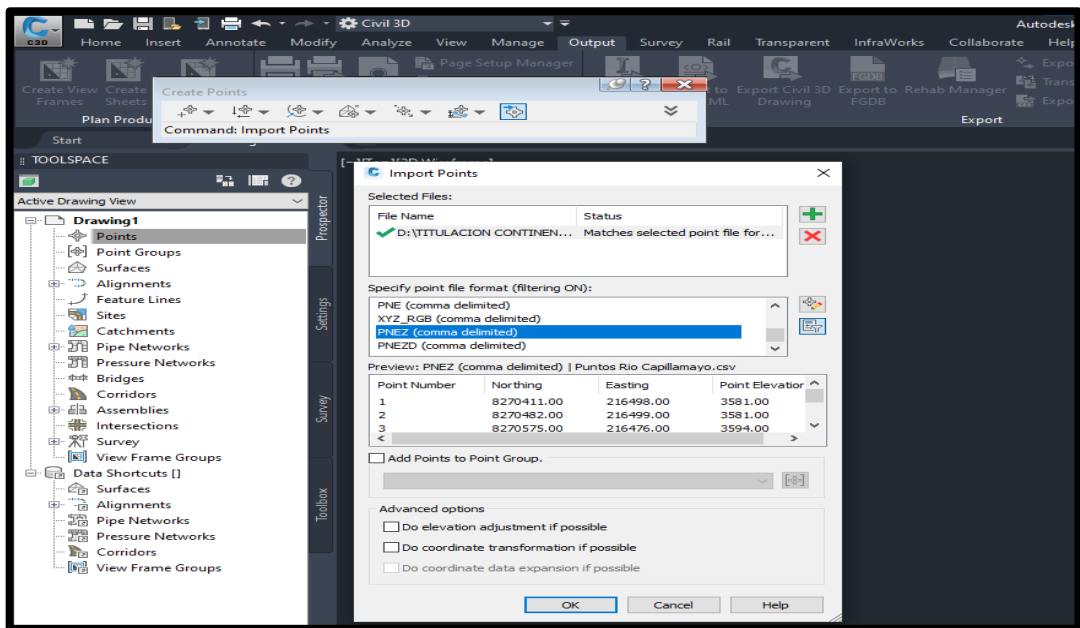 C3D
Civil 3D
Autodesk
Home Insert Annotate Modify Analyze View Manage Output Survey Rail Transparent InfraWorks Collaborate Help
Page Setup Manager
Create View Frames
Create Sheets
Plan Produ
to
XML
Export Civil 3D Drawing
Export to FGDB
FGDB
Rehab Manager
Expo
Trans
Expo
Export
Create Points
Command: Import Points
Start
TOOLSPACE
Active Drawing View
Drawing1
Points
Point Groups
Surfaces
Alignments
Feature Lines
Sites
Catchments
Pipe Networks
Pressure Networks
Bridges
Corridors
Assemblies
Intersections
Survey
View Frame Groups
Data Shortcuts []
Surfaces
Alignments
Pipe Networks
Pressure Networks
Corridors
View Frame Groups
Prospector
Settings
Survey
Toolbox
Import Points
Selected Files:
File Name Status
D:\TITULACION CONTINEN... Matches selected point file for...
Specify point file format (filtering ON):
PNE (comma delimited)
XYZ_RGB (comma delimited)
PNEZ (comma delimited)
PNEZD (comma delimited)
Preview: PNEZ (comma delimited) | Puntos Rio Capillamayo.csv
Point Number Northing Easting Point Elevation
1 8270411.00 216498.00 3581.00
2 8270482.00 216499.00 3581.00
3 8270575.00 216476.00 3594.00
Add Points to Point Group.
Advanced options
Do elevation adjustment if possible
Do coordinate transformation if possible
Do coordinate data expansion if possible
OK Cancel Help